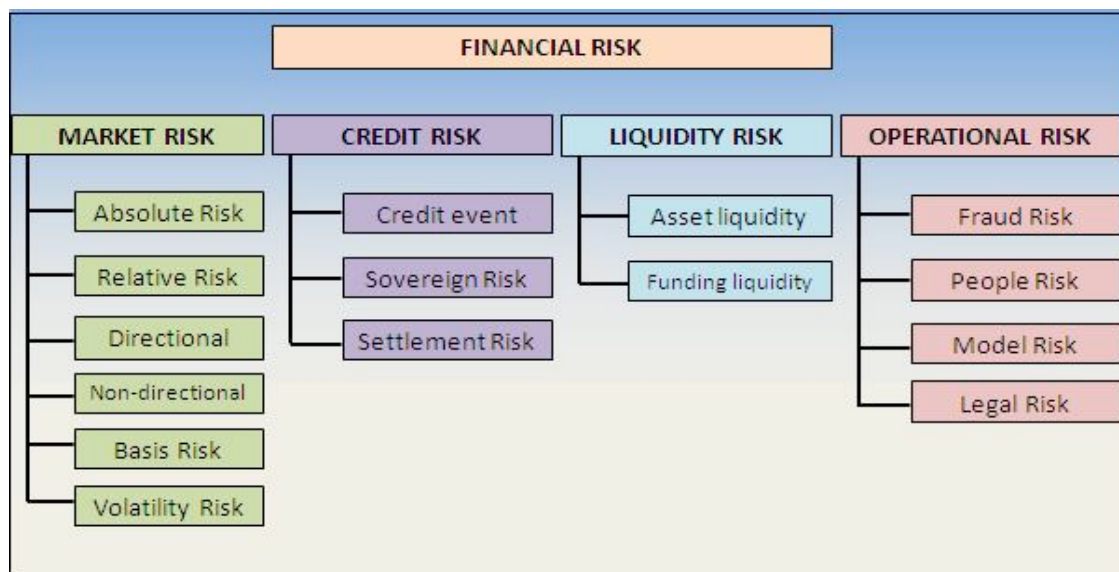 FINANCIAL RISK
MARKET RISK
Absolute Risk
Relative Risk
Directional
Non-directional
Basis Risk
Volatility Risk
CREDIT RISK
Credit event
Sovereign Risk
Settlement Risk
LIQUIDITY RISK
Asset liquidity
Funding liquidity
OPERATIONAL RISK
Fraud Risk
People Risk
Model Risk
Legal Risk